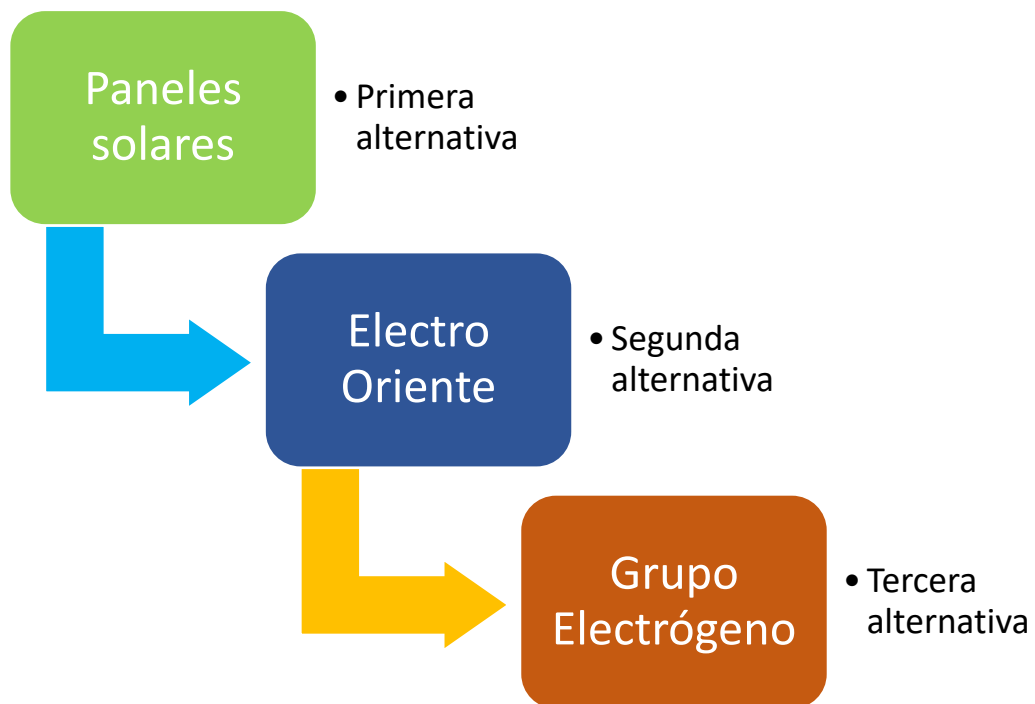 Paneles
solares
• Primera
alternativa
Electro
Oriente
• Segunda
alternativa
Grupo
Electrógeno
• Tercera
alternativa